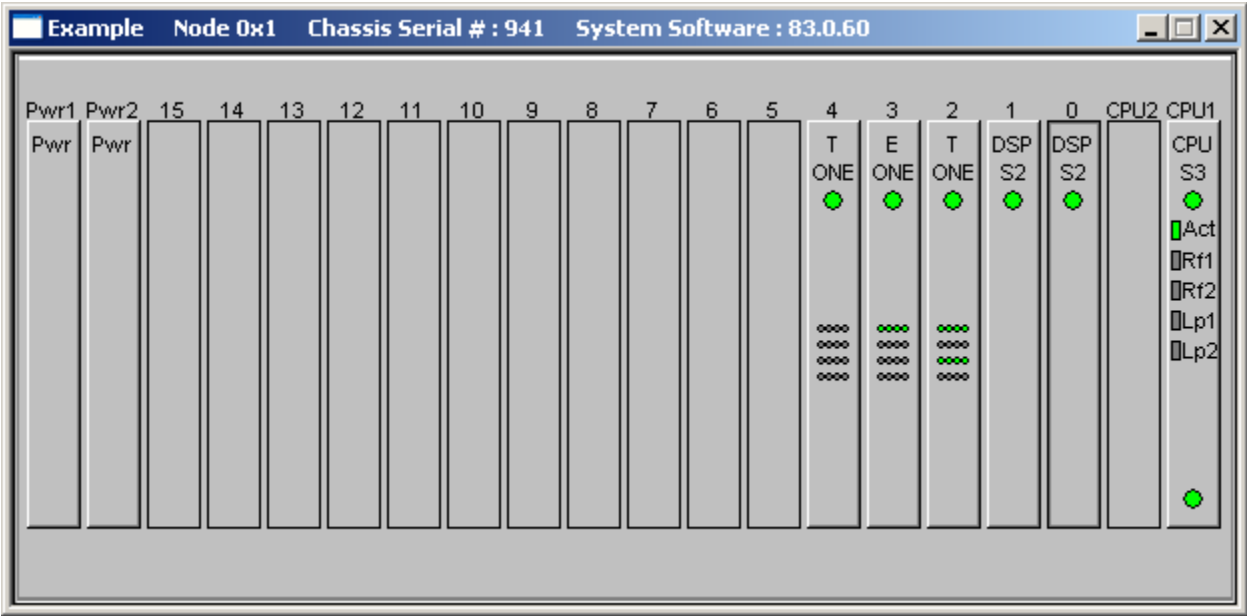 Example Node 0x1 Chassis Serial # : 941 System Software : 83.0.60
Pwr1 Pwr2 15 14 13 12 11 10 9 8 7 6 5 4 3 2 1 0 CPU2 CPU1
Pwr Pwr T E T DSP DSP CPU
ONE ONE ONE S2 S2 S3
Act
Rf1
Rf2
Lp1
Lp2